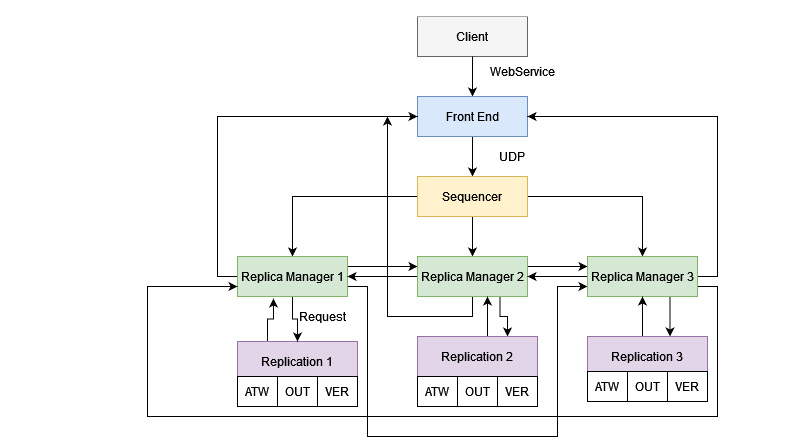 Client
WebService
Front End
UDP
Sequencer
Replica Manager 1
Replica Manager 2
Replica Manager 3
Request
Replication 1
Replication 2
Replication 3
ATW OUT VER
ATW OUT VER
ATW OUT VER